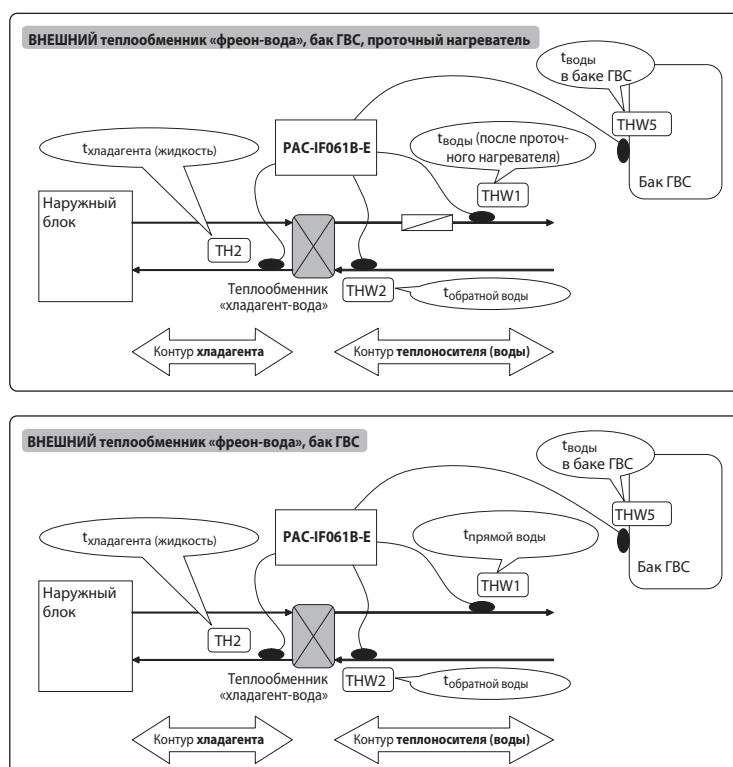 ВНЕШНИЙ теплообменник «фреон-вода», бак ГВС, проточный нагреватель
tводы
в баке ГВС
THW5
Бак ГВС
PAC-IF061B-E
tводы (после проточ-
ного нагревателя)
THW1
tхладагента (жидкость)
Наружный
блок
TH2
Теплообменник
«хладагент-вода»
THW2
tобратной воды
Контур хладагента
Контур теплоносителя (воды)
ВНЕШНИЙ теплообменник «фреон-вода», бак ГВС
tводы
в баке ГВС
THW5
Бак ГВС
PAC-IF061B-E
tпрямой воды
THW1
tхладагента (жидкость)
Наружный
блок
TH2
Теплообменник
«хладагент-вода»
THW2
tобратной воды
Контур хладагента
Контур теплоносителя (воды)